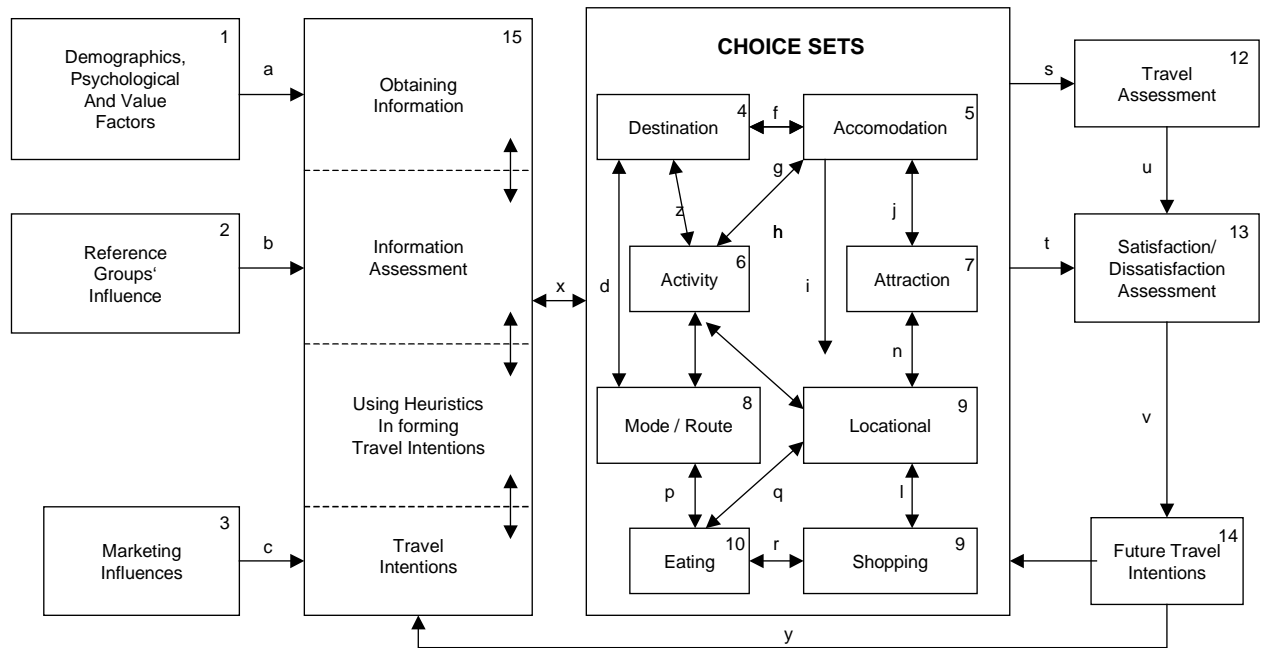 1
Demographics,
Psychological
And Value
Factors
a
2
Reference
Groups‘
Influence
b
3
Marketing
Influences
c
15
Obtaining
Information
Information
Assessment
Using Heuristics
In forming
Travel Intentions
Travel
Intentions
x
CHOICE SETS
Destination
4
f
Accomodation
5
g
z
h
j
d
Activity
6
i
Attraction
7
n
Mode / Route
8
Locational
9
p
q
l
Eating
10
r
Shopping
9
s
12
Travel
Assessment
u
t
13
Satisfaction/
Dissatisfaction
Assessment
v
14
Future Travel
Intentions
y